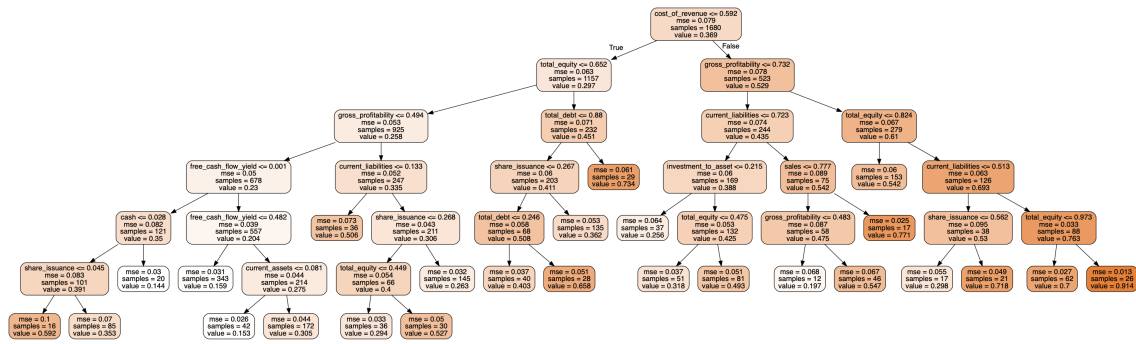 cost_of_revenue <= 0.592
mse = 0.079
samples = 1680
value = 0.369
True
False
total_equity <= 0.652
mse = 0.063
samples = 1157
value = 0.297
gross_profitability <= 0.732
mse = 0.078
samples = 523
value = 0.529
gross_profitability <= 0.494
mse = 0.053
samples = 925
value = 0.258
total_debt <= 0.88
mse = 0.071
samples = 232
value = 0.451
current_liabilities <= 0.723
mse = 0.074
samples = 244
value = 0.435
total_equity <= 0.824
mse = 0.067
samples = 279
value = 0.61
free_cash_flow_yield <= 0.001
mse = 0.05
samples = 678
value = 0.23
current_liabilities <= 0.133
mse = 0.052
samples = 247
value = 0.335
share_issuance <= 0.267
mse = 0.06
samples = 203
value = 0.411
mse = 0.061
samples = 29
value = 0.734
investment_to_asset <= 0.215
mse = 0.06
samples = 169
value = 0.388
sales <= 0.777
mse = 0.089
samples = 75
value = 0.542
mse = 0.06
samples = 153
value = 0.542
current_liabilities <= 0.513
mse = 0.063
samples = 126
value = 0.693
cash <= 0.028
mse = 0.082
samples = 121
value = 0.35
free_cash_flow_yield <= 0.482
mse = 0.039
samples = 557
value = 0.204
mse = 0.073
samples = 36
value = 0.506
share_issuance <= 0.268
mse = 0.043
samples = 211
value = 0.306
total_debt <= 0.246
mse = 0.058
samples = 68
value = 0.508
mse = 0.053
samples = 135
value = 0.362
mse = 0.064
samples = 37
value = 0.256
total_equity <= 0.475
mse = 0.053
samples = 132
value = 0.425
gross_profitability <= 0.483
mse = 0.087
samples = 58
value = 0.475
mse = 0.025
samples = 17
value = 0.771
share_issuance <= 0.562
mse = 0.095
samples = 38
value = 0.53
total_equity <= 0.973
mse = 0.033
samples = 88
value = 0.763
share_issuance <= 0.045
mse = 0.083
samples = 101
value = 0.391
mse = 0.03
samples = 20
value = 0.144
mse = 0.031
samples = 343
value = 0.159
current_assets <= 0.081
mse = 0.044
samples = 214
value = 0.275
total_equity <= 0.449
mse = 0.054
samples = 66
value = 0.4
mse = 0.032
samples = 145
value = 0.263
mse = 0.037
samples = 40
value = 0.403
mse = 0.051
samples = 28
value = 0.658
mse = 0.037
samples = 51
value = 0.318
mse = 0.051
samples = 81
value = 0.493
mse = 0.068
samples = 12
value = 0.197
mse = 0.067
samples = 46
value = 0.547
mse = 0.055
samples = 17
value = 0.298
mse = 0.049
samples = 21
value = 0.718
mse = 0.027
samples = 62
value = 0.7
mse = 0.013
samples = 26
value = 0.914
mse = 0.1
samples = 16
value = 0.592
mse = 0.07
samples = 85
value = 0.353
mse = 0.026
samples = 42
value = 0.153
mse = 0.044
samples = 172
value = 0.305
mse = 0.033
samples = 36
value = 0.294
mse = 0.05
samples = 30
value = 0.527